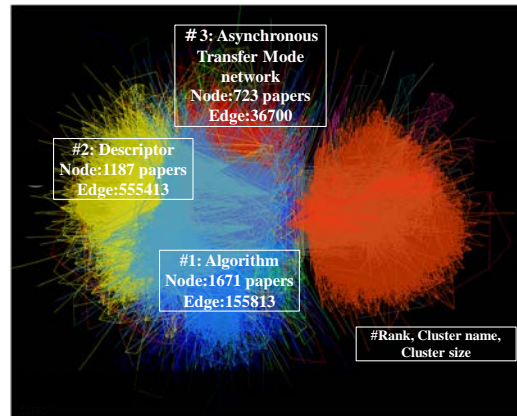 # 3: Asynchronous
Transfer Mode
network
Node:723 papers
Edge:36700
#2: Descriptor
Node:1187 papers
Edge:555413
#1: Algorithm
Node:1671 papers
Edge:155813
#Rank, Cluster name,
Cluster size